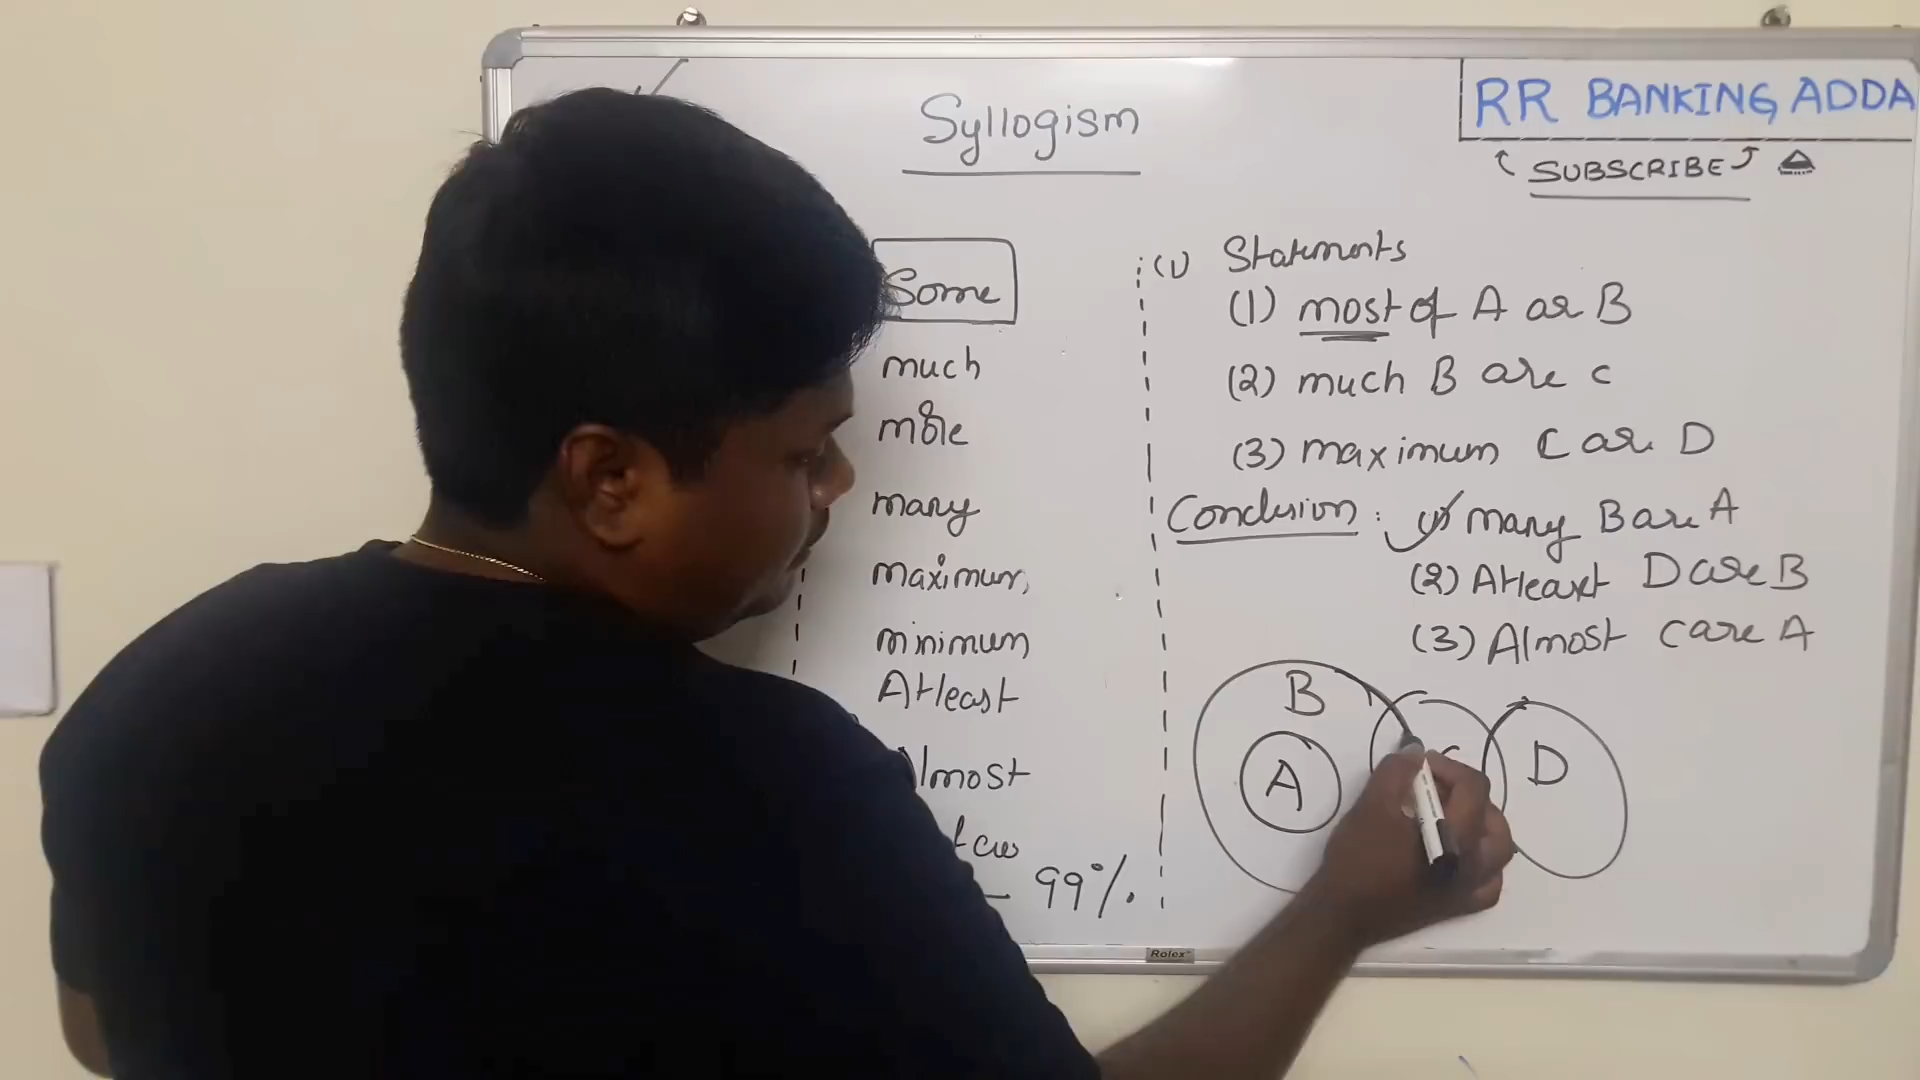 Syllogism
RR BANKING ADDA
SUBSCRIBE
Some
much
more
many
maximum
minimum
Atleast
Almost
99%.
(1) Statements
(1) most of A are B
(2) much B are C
(3) maximum C are D
Conclusion : (1) many B are A
(2) Atleast D are B
(3) Almost C are A
B
A
C
D
Rolex